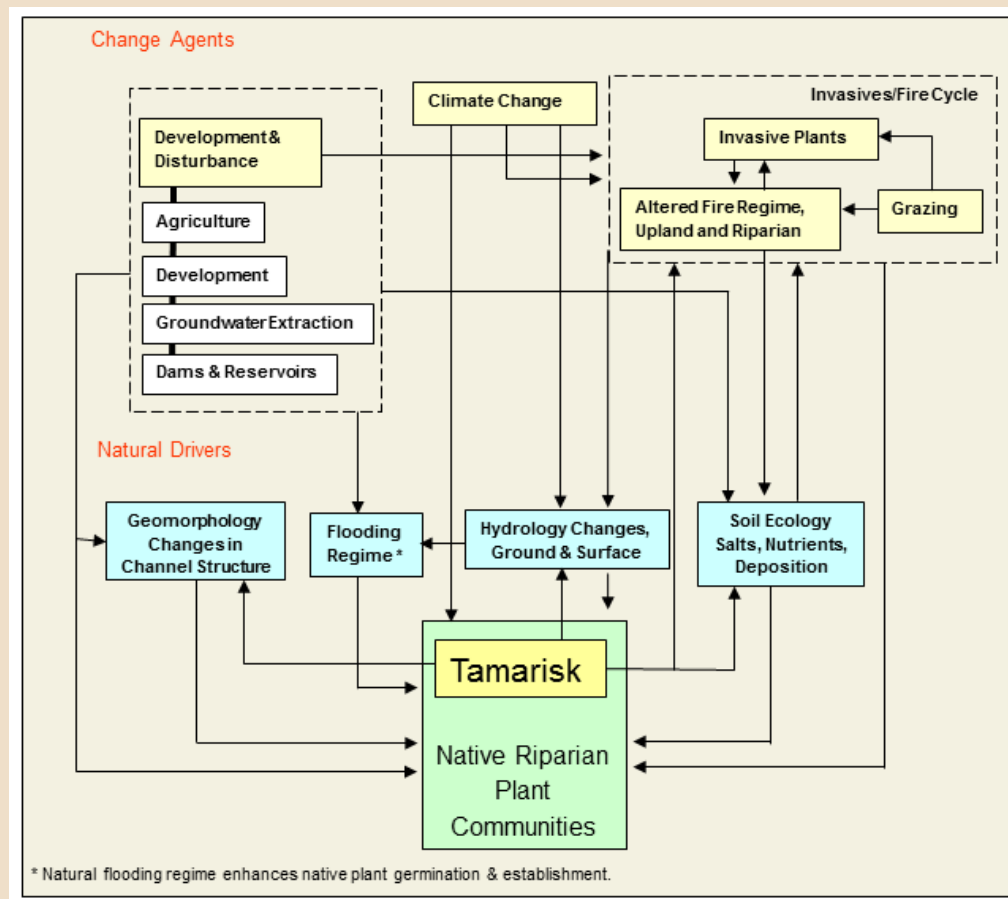 Change Agents
Climate Change
Invasives/Fire Cycle
Development &
Disturbance
Invasive Plants
Agriculture
Altered Fire Regime,
Upland and Riparian
Grazing
Development
Groundwater Extraction
Dams & Reservoirs
Natural Drivers
Geomorphology
Changes in
Channel Structure
Flooding
Regime *
Hydrology Changes,
Ground & Surface
Soil Ecology
Salts, Nutrients,
Deposition
Tamarisk
Native Riparian
Plant
Communities
* Natural flooding regime enhances native plant germination & establishment.